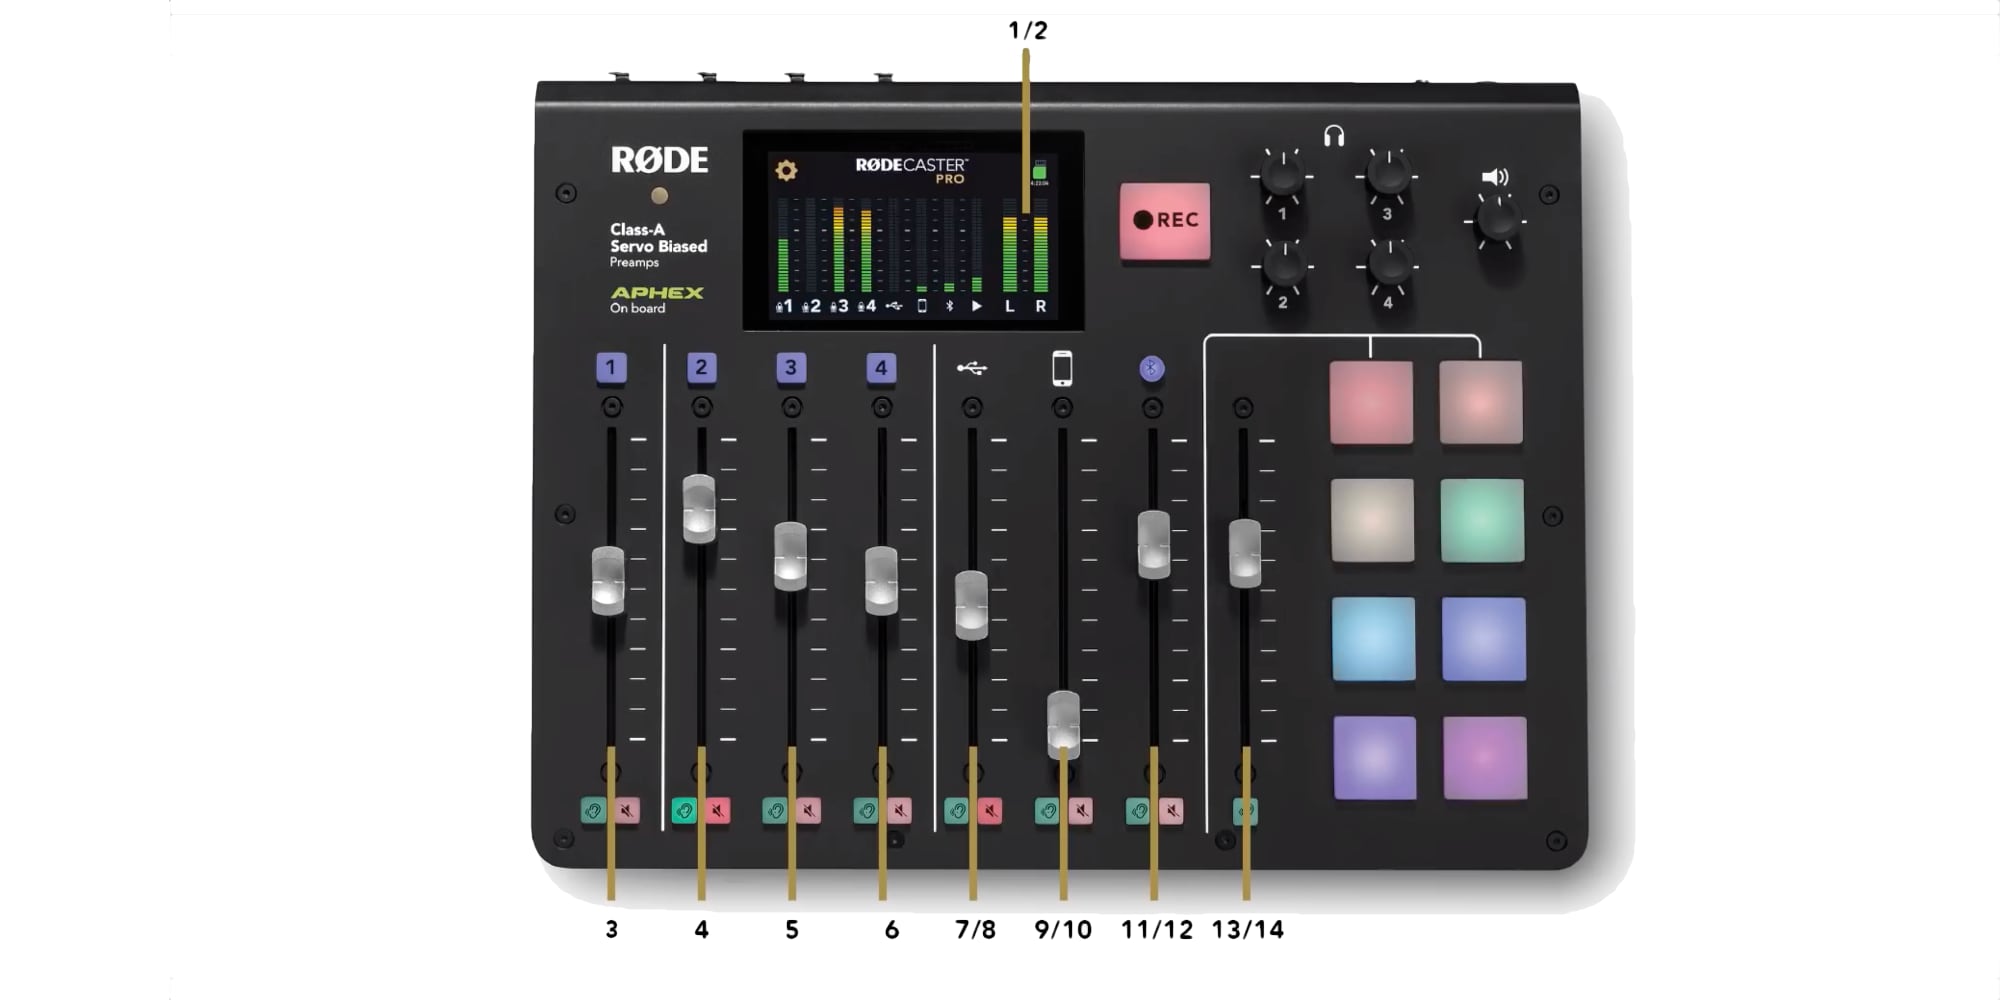 1/2
RØDE
Class-A
Servo Biased
Preamps
APHEX
On board
RØDECASTER™
PRO
1 2 3 4 L R
REC
1 3
2 4
1 2 3 4
3 4 5 6 7/8 9/10 11/12 13/14